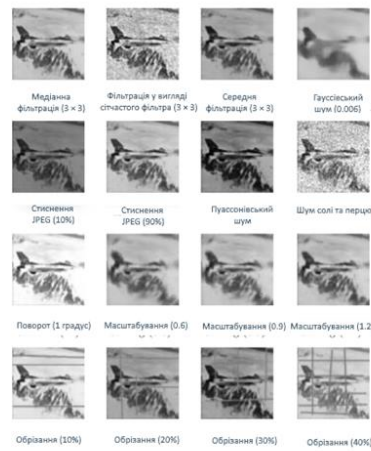 Медіанна
фільтрація (3 × 3)
Фільтрація у вигляді
сітчастого фільтра (3 × 3)
Середня
фільтрація (3 × 3)
Гауссівський
шум (0.006)
Стиснення
JPEG (10%)
Стиснення
JPEG (90%)
Пуассонівський
шум
Шум солі та перцю
Поворот (1 градус)
Масштабування (0.6)
Масштабування (0.9)
Масштабування (1.2
Обрізання (10%)
Обрізання (20%)
Обрізання (30%)
Обрізання (40%)